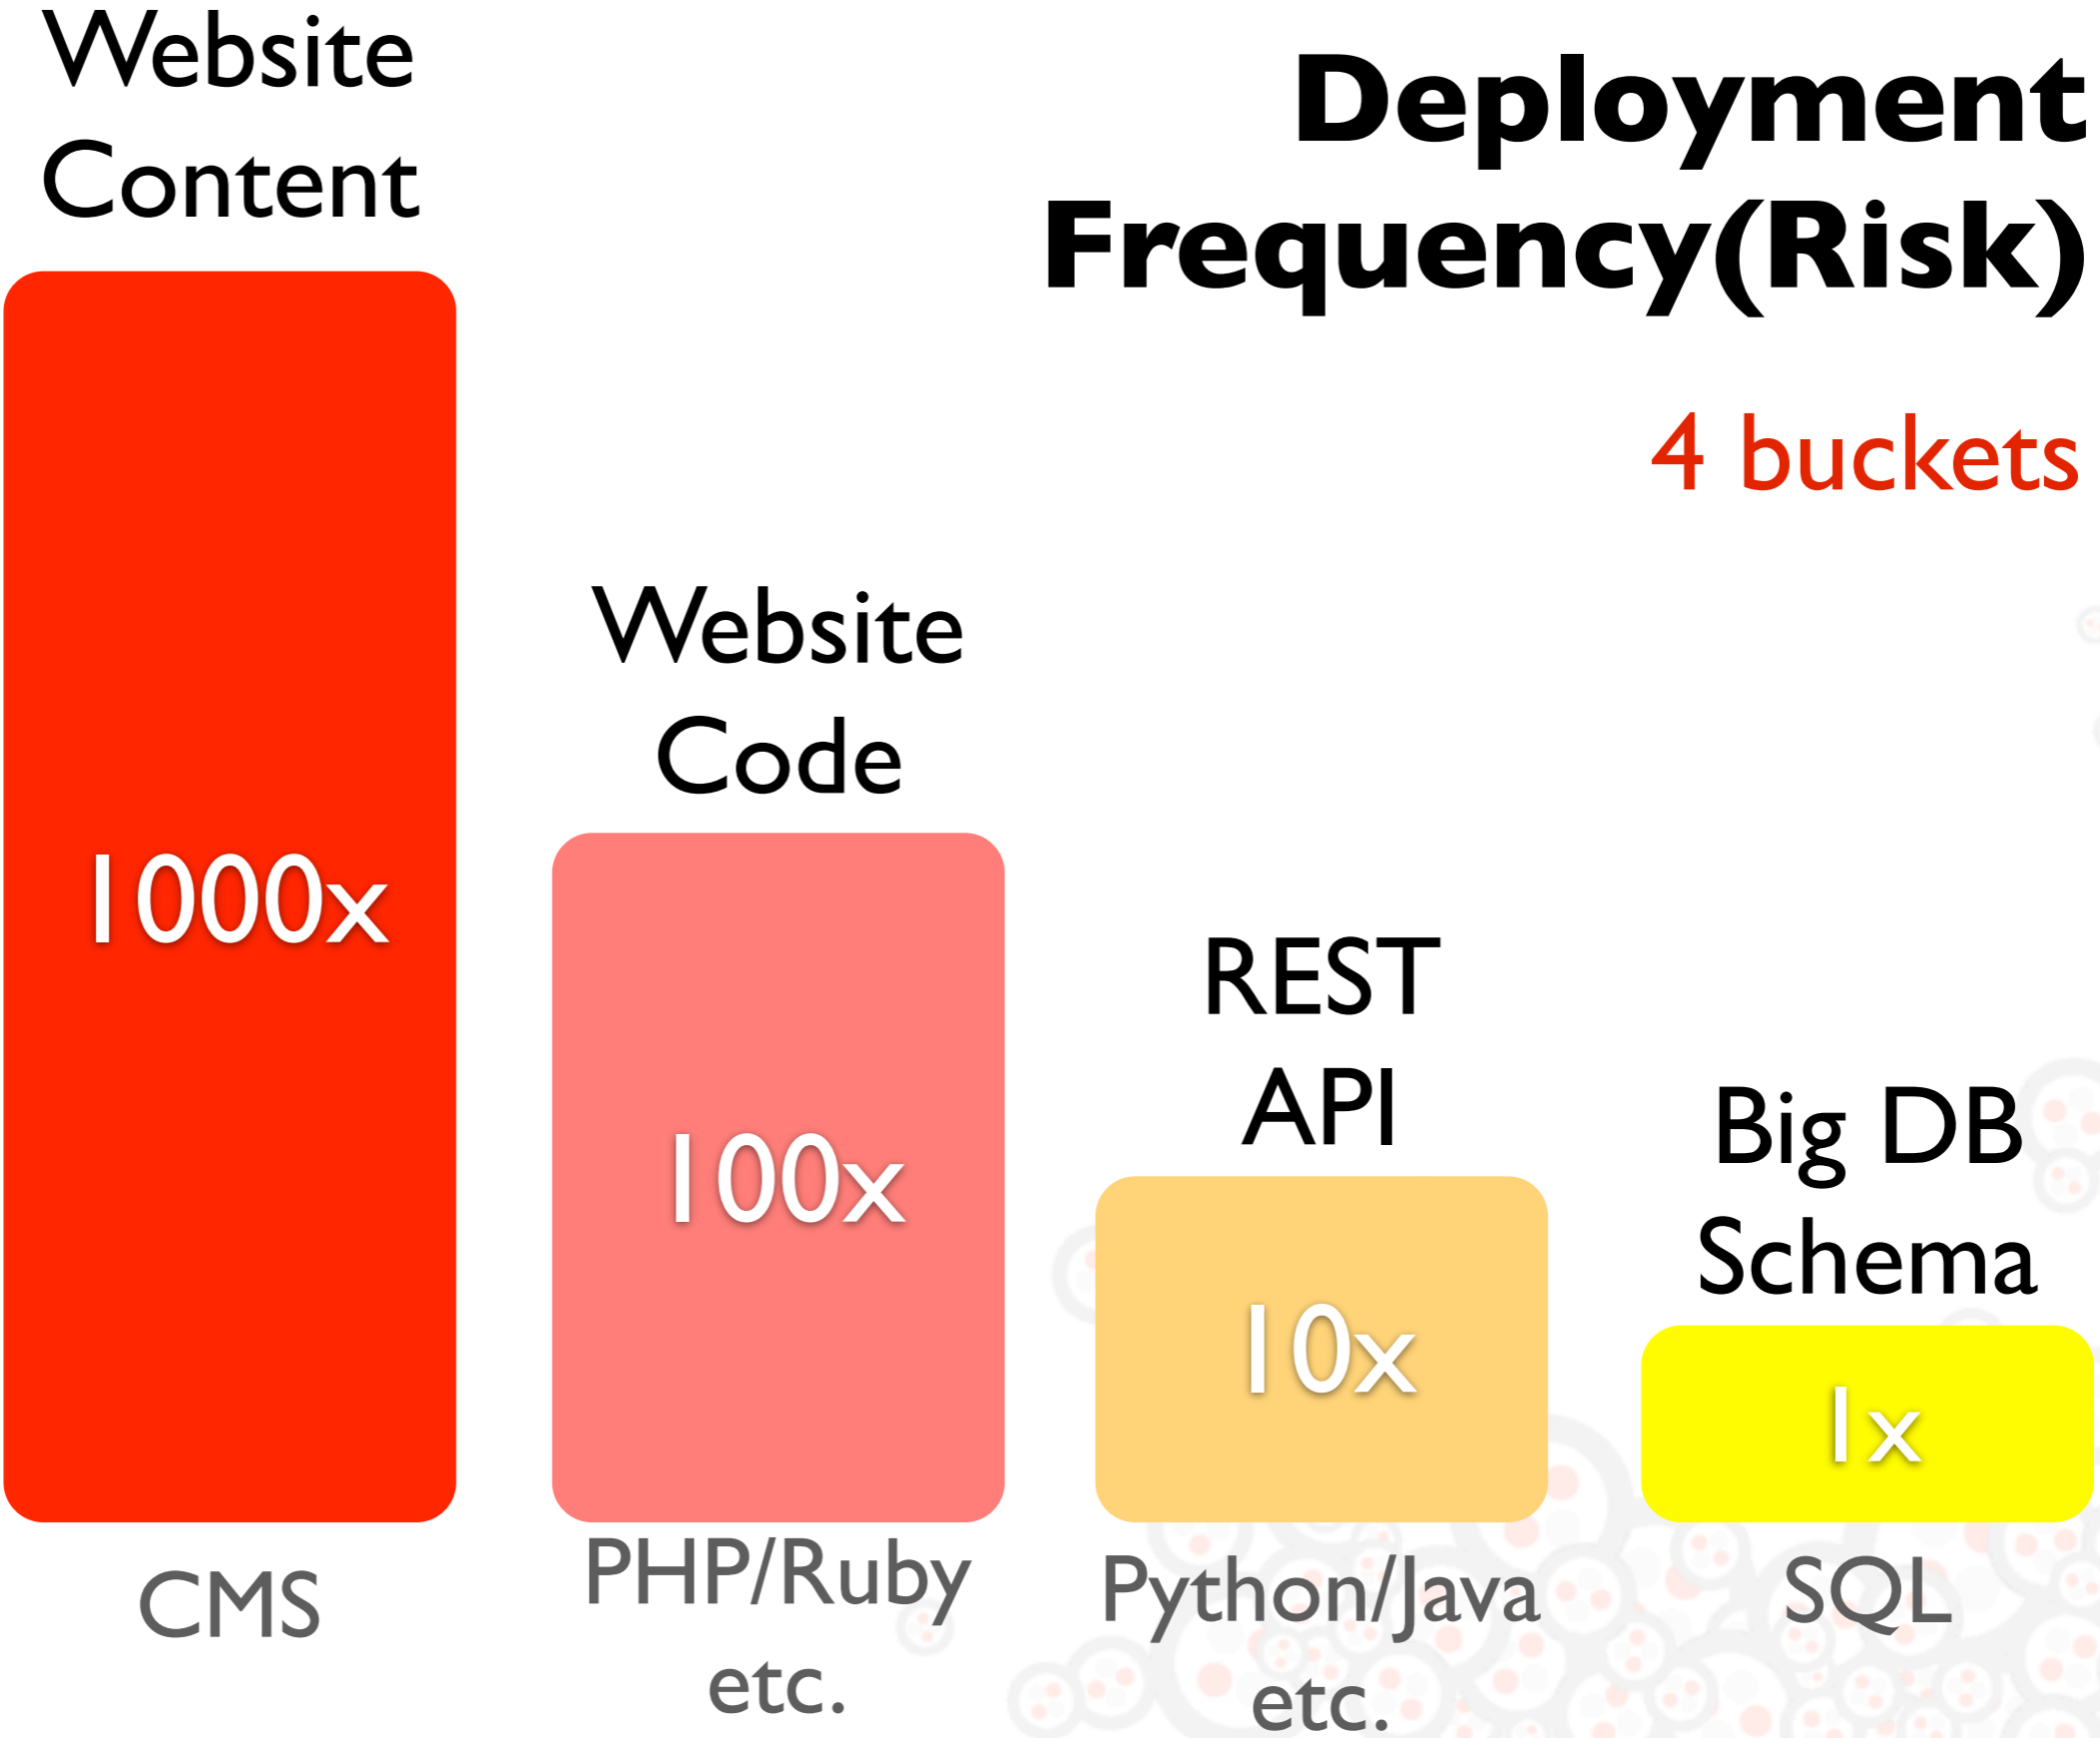 Deployment
Frequency(Risk)
4 buckets
Website
Content
1000x
CMS
Website
Code
100x
PHP/Ruby
etc.
REST
API
10x
Python/Java
etc.
Big DB
Schema
1x
SQL